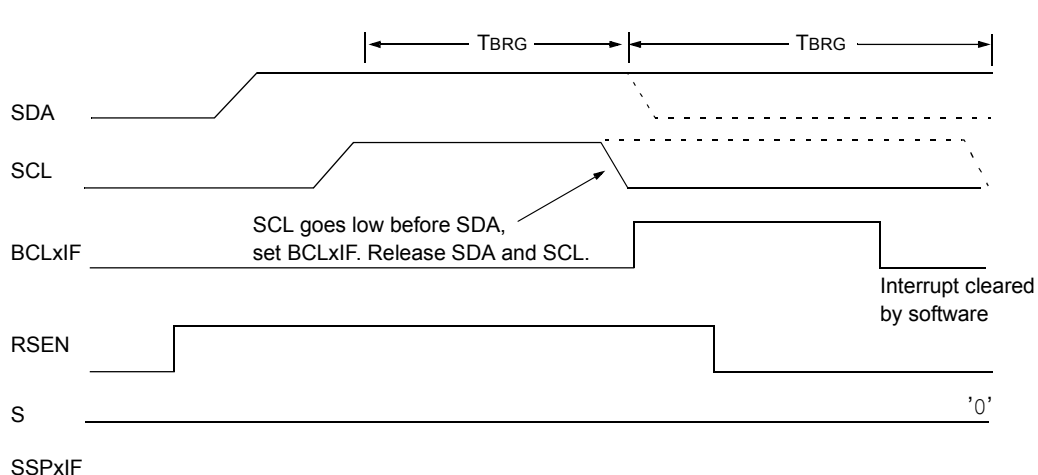 TBRG TBRG
SDA
SCL
SCL goes low before SDA,
set BCLxIF. Release SDA and SCL.
BCLxIF
Interrupt cleared
by software
RSEN
S '0'
SSPxIF